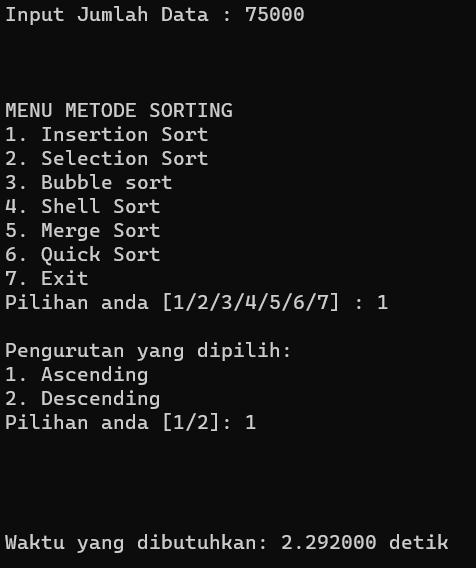 Input Jumlah Data : 75000
MENU METODE SORTING
1. Insertion Sort
2. Selection Sort
3. Bubble sort
4. Shell Sort
5. Merge Sort
6. Quick Sort
7. Exit
Pilihan anda [1/2/3/4/5/6/7] : 1
Pengurutan yang dipilih:
1. Ascending
2. Descending
Pilihan anda [1/2]: 1
Waktu yang dibutuhkan: 2.292000 detik